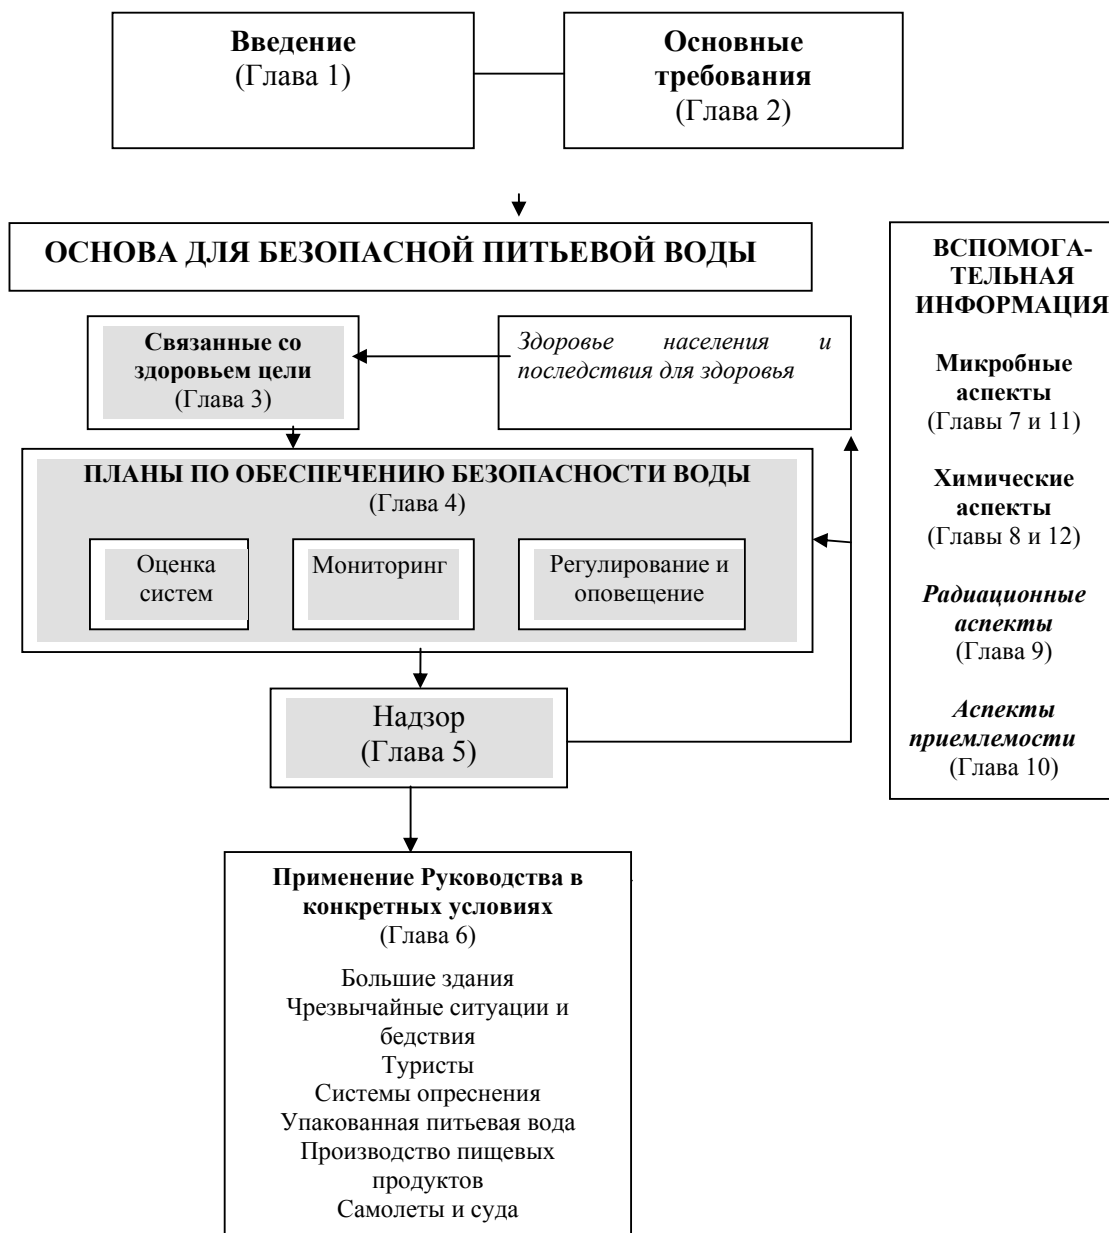 Введение
(Глава 1)
Основные
требования
(Глава 2)
ОСНОВА ДЛЯ БЕЗОПАСНОЙ ПИТЬЕВОЙ ВОДЫ
Связанные со
здоровьем цели
(Глава 3)
Здоровье населения и
последствия для здоровья
ПЛАНЫ ПО ОБЕСПЕЧЕНИЮ БЕЗОПАСНОСТИ ВОДЫ
(Глава 4)
Оценка
систем
Мониторинг
Регулирование и
оповещение
Надзор
(Глава 5)
Применение Руководства в
конкретных условиях
(Глава 6)
Большие здания
Чрезвычайные ситуации и
бедствия
Туристы
Системы опреснения
Упакованная питьевая вода
Производство пищевых
продуктов
Самолеты и суда
ВСПОМОГА-
ТЕЛЬНАЯ
ИНФОРМАЦИЯ
Микробные
аспекты
(Главы 7 и 11)
Химические
аспекты
(Главы 8 и 12)
Радиационные
аспекты
(Глава 9)
Аспекты
приемлемости
(Глава 10)